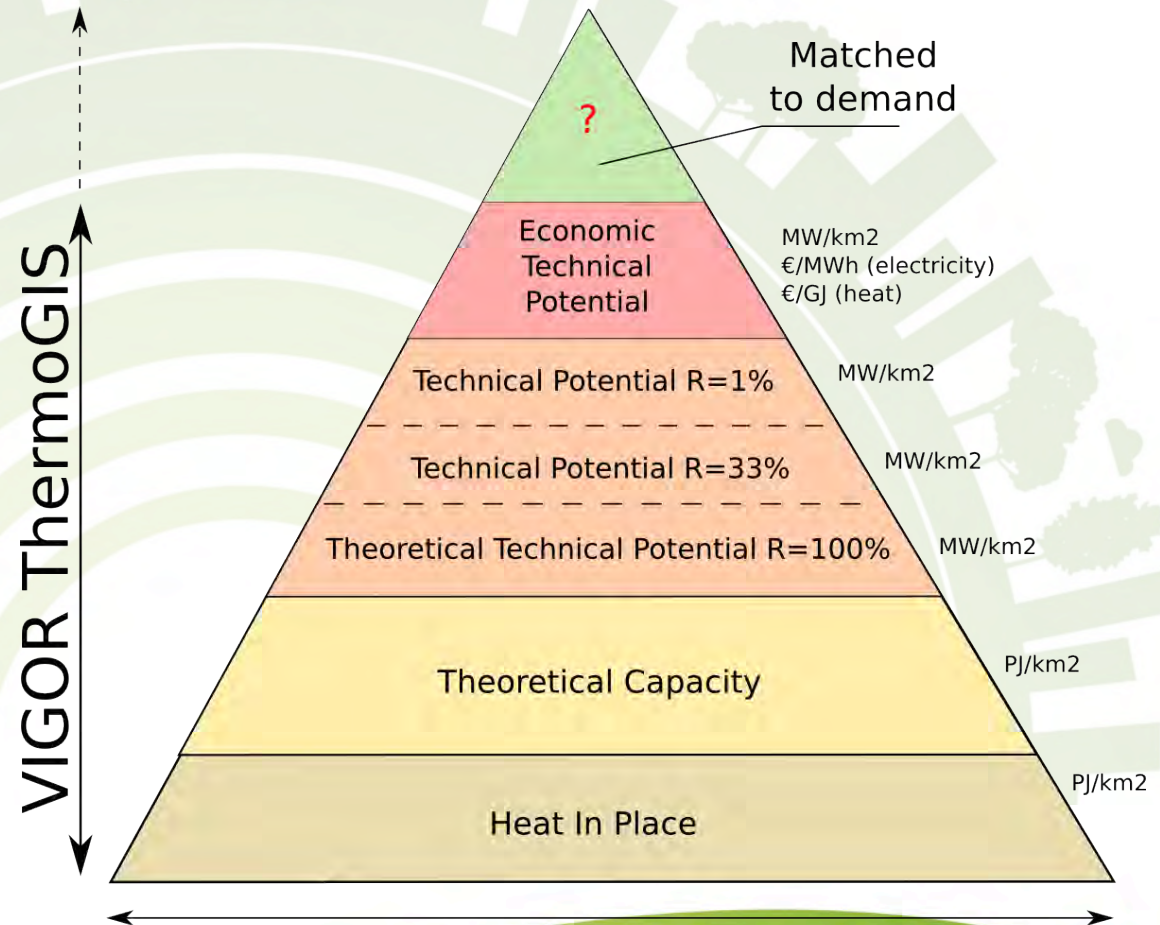 Matched
to demand
?
Economic
Technical
Potential
MW/km2
€/MWh (electricity)
€/GJ (heat)
Technical Potential R=1%
MW/km2
Technical Potential R=33%
MW/km2
Theoretical Technical Potential R=100%
MW/km2
Theoretical Capacity
PJ/km2
Heat In Place
PJ/km2
VIGOR ThermoGIS